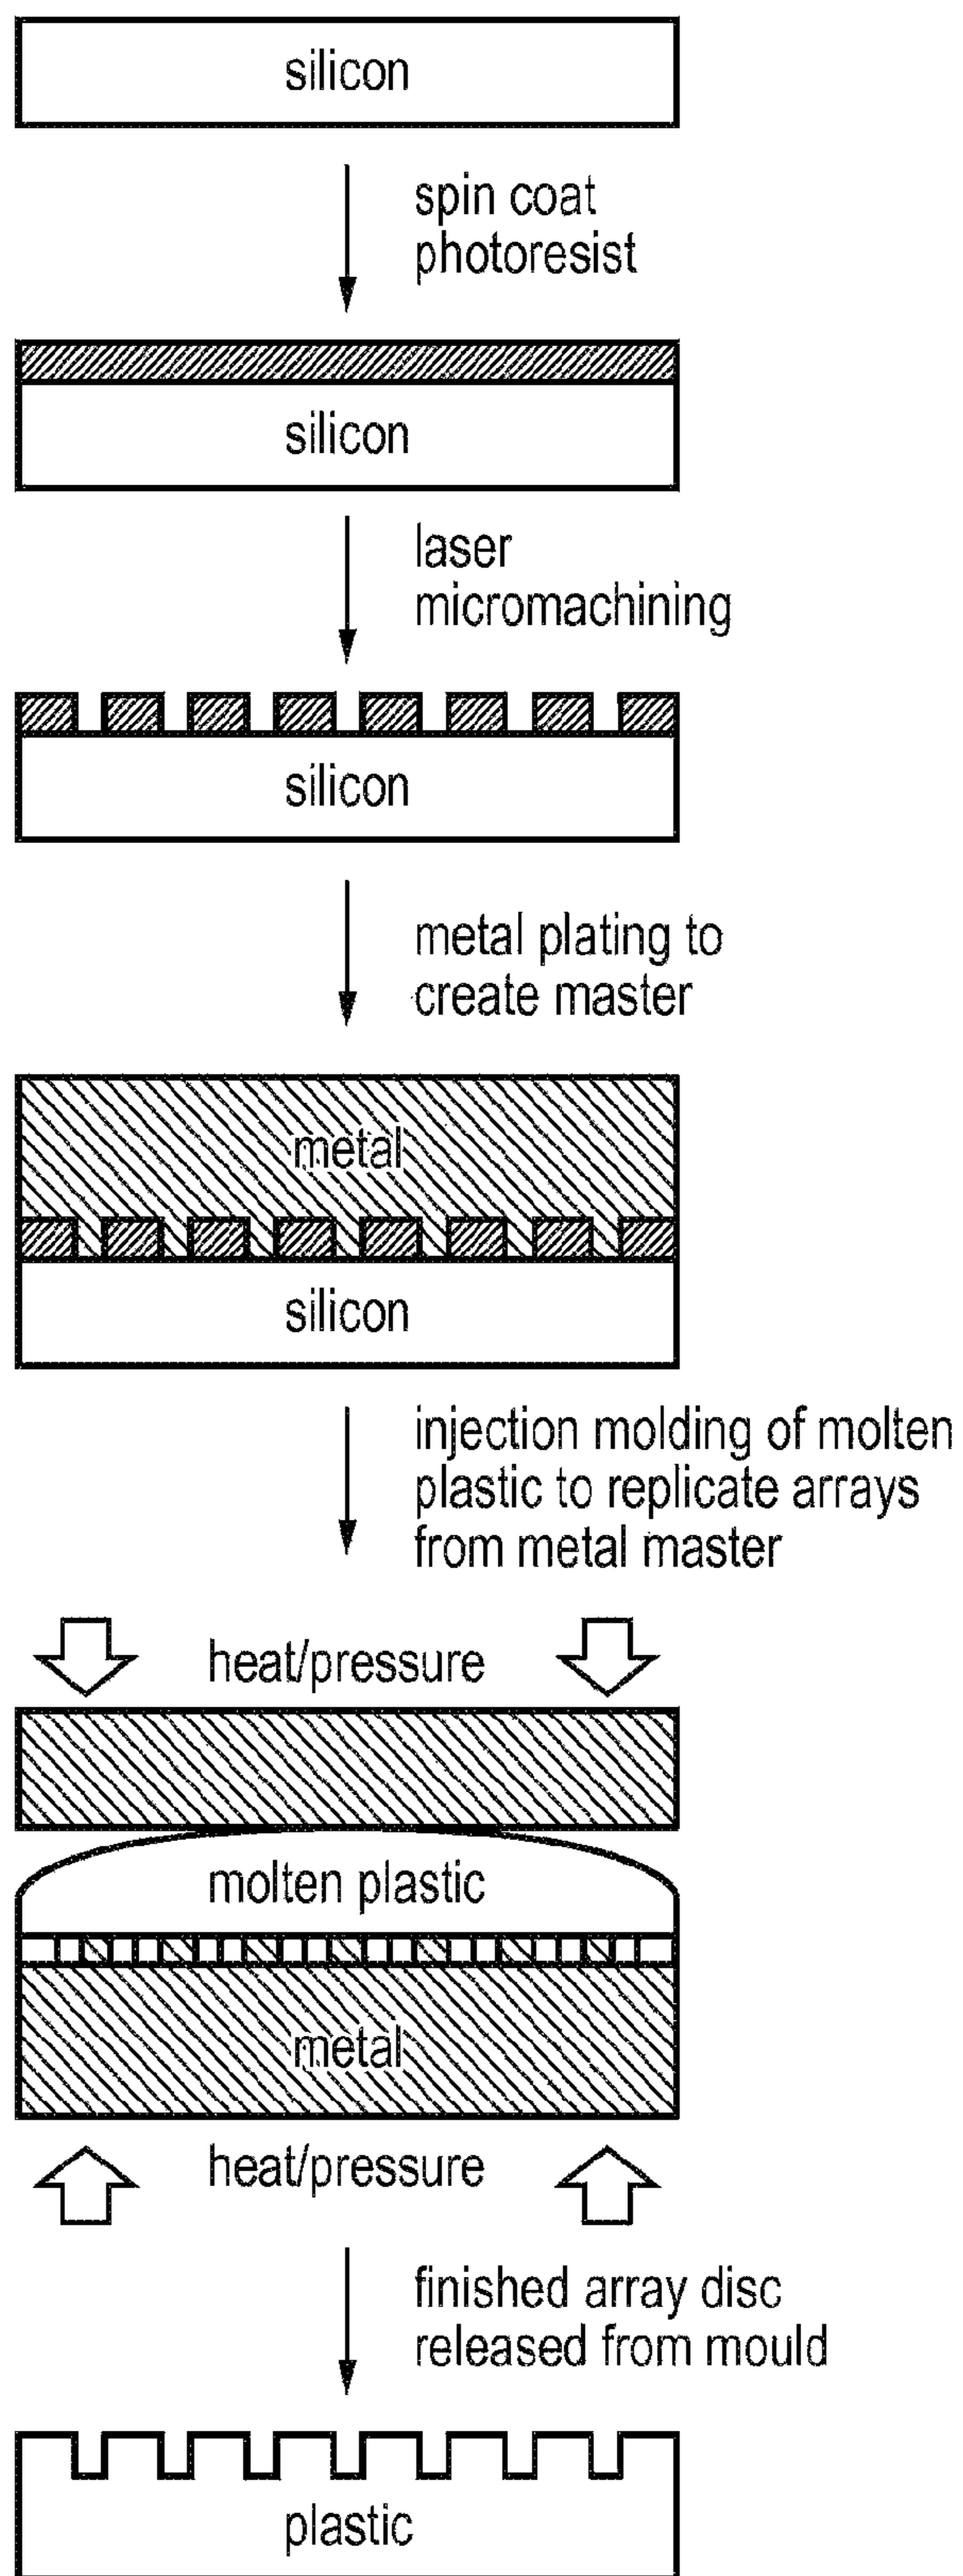 silicon
spin coat
photoresist
silicon
laser
micromachining
silicon
metal plating to
create master
metal
silicon
injection molding of molten
plastic to replicate arrays
from metal master
heat/pressure
molten plastic
metal
heat/pressure
finished array disc
released from mould
plastic